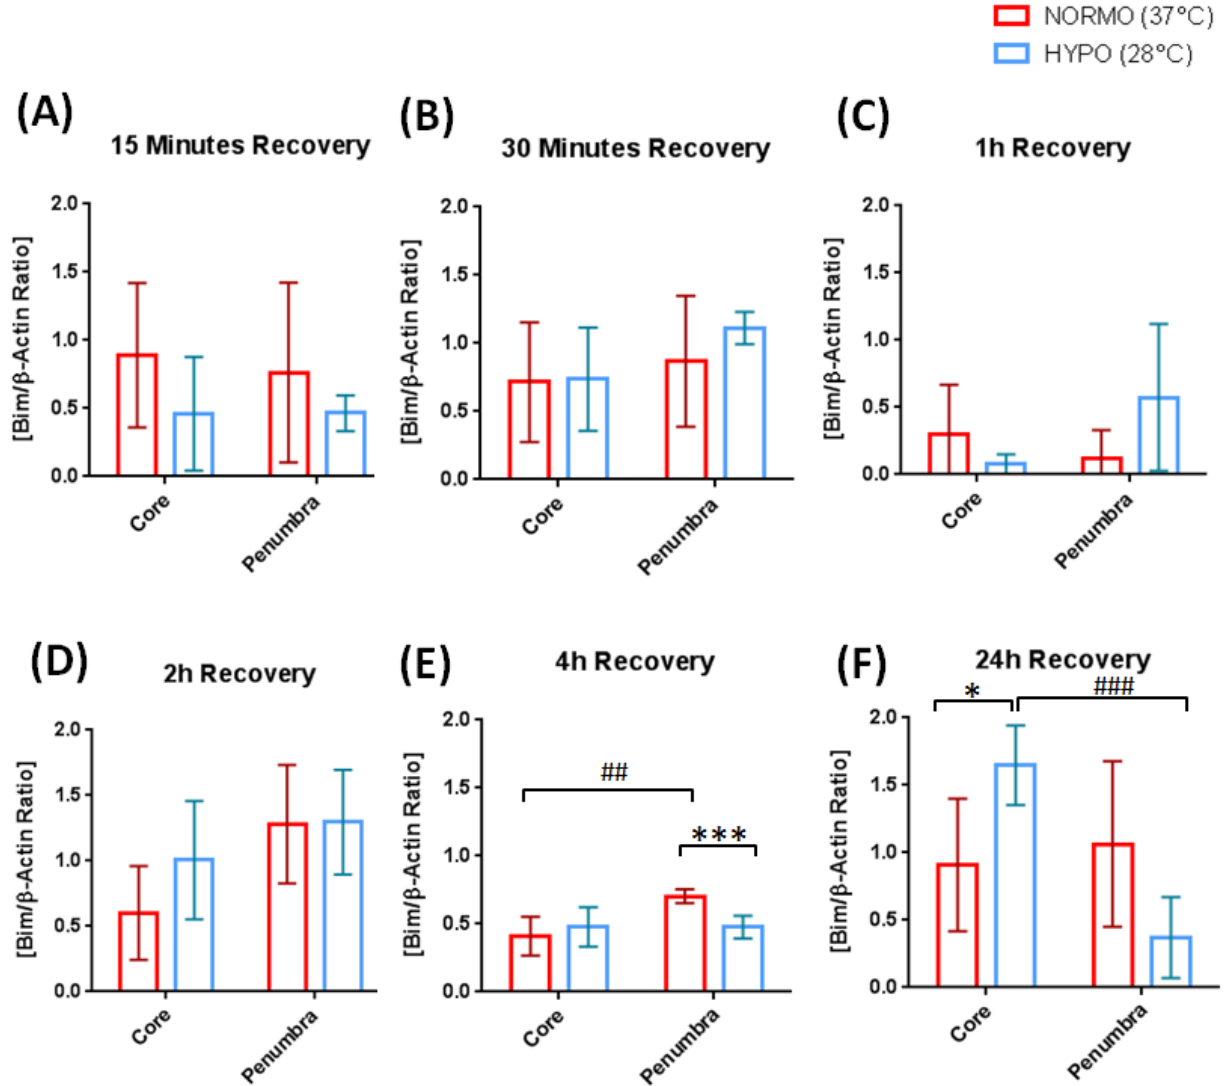 NORMO (37°C)
HYPO (28°C)
(A)
15 Minutes Recovery
[Bim/β-Actin Ratio]
2.0
1.5
1.0
0.5
0.0
Core
Penumbra
(B)
30 Minutes Recovery
[Bim/β-Actin Ratio]
2.0
1.5
1.0
0.5
0.0
Core
Penumbra
(C)
1h Recovery
[Bim/β-Actin Ratio]
2.0
1.5
1.0
0.5
0.0
Core
Penumbra
(D)
2h Recovery
[Bim/β-Actin Ratio]
2.0
1.5
1.0
0.5
0.0
Core
Penumbra
(E)
4h Recovery
[Bim/β-Actin Ratio]
2.0
1.5
1.0
0.5
0.0
##
***
Core
Penumbra
(F)
24h Recovery
*
###
[Bim/β-Actin Ratio]
2.0
1.5
1.0
0.5
0.0
Core
Penumbra